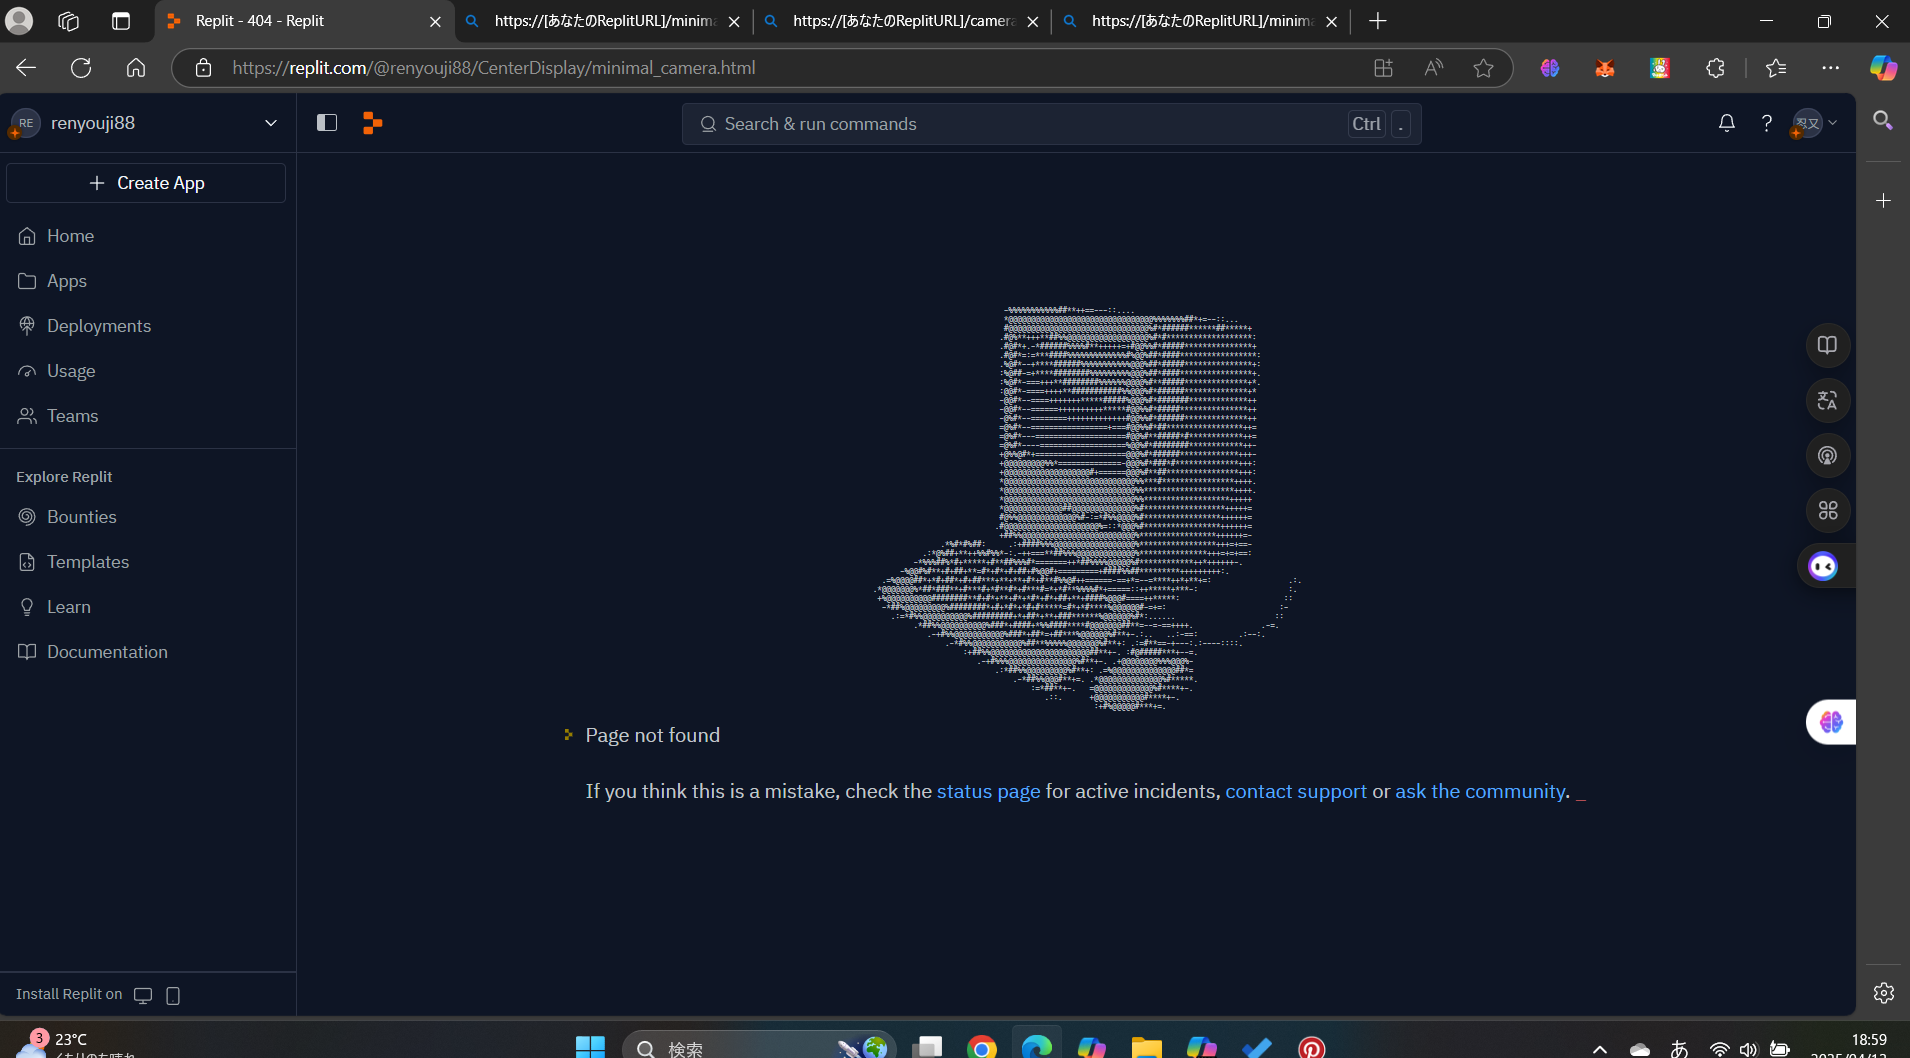 Replit - 404 - Replit
https://[あなたのReplitURL]/minima
https://[あなたのReplitURL]/camera
https://[あなたのReplitURL]/minima
https://replit.com/@renyouji88/CenterDisplay/minimal_camera.html
RE renyouji88
Search & run commands
Ctrl .
Create App
Home
Apps
Deployments
Usage
Teams
Explore Replit
Bounties
Templates
Learn
Documentation
Page not found
If you think this is a mistake, check the status page for active incidents, contact support or ask the community. _
Install Replit on
3
23°C
検索
あ
18:59